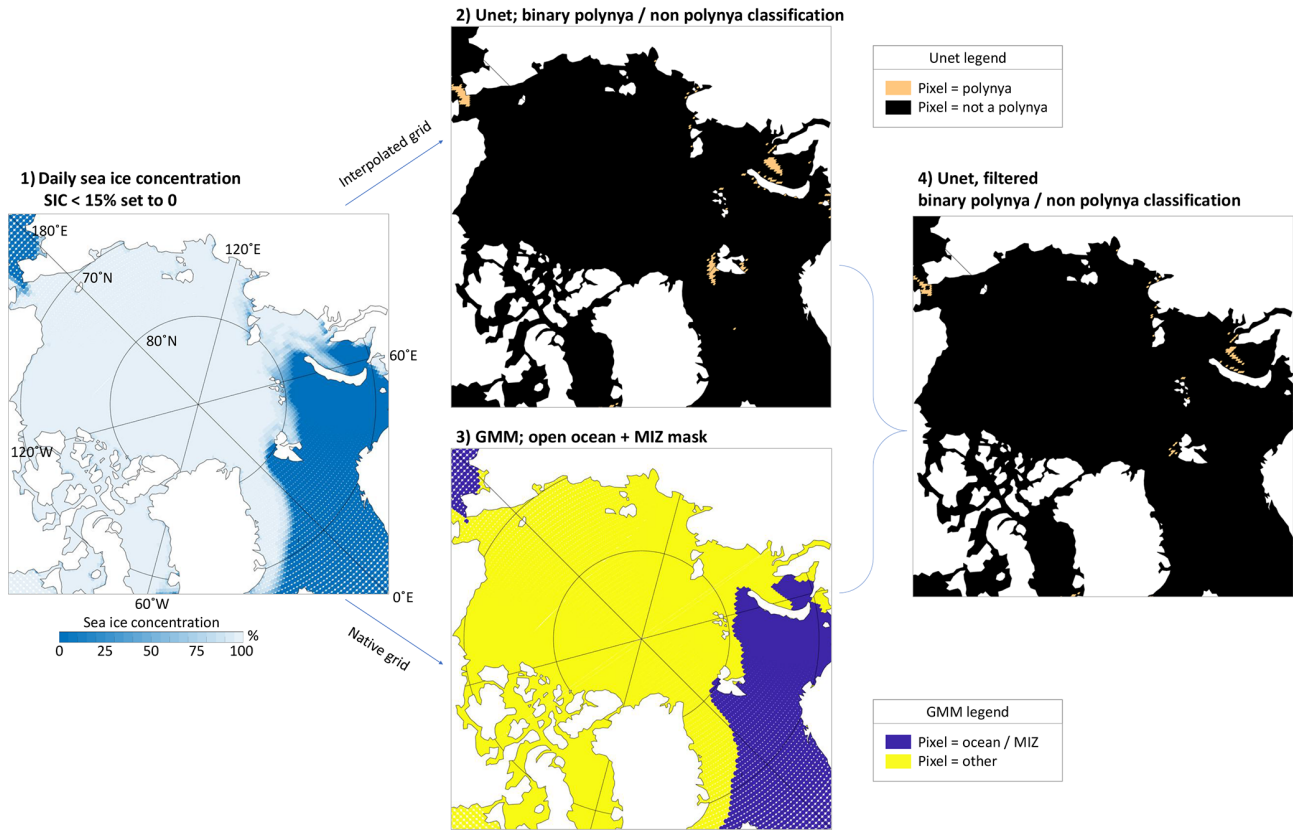 2) Unet; binary polynya / non polynya classification
Unet legend
Pixel = polynya
Pixel = not a polynya
Interpolated grid
1) Daily sea ice concentration
SIC < 15% set to 0
180˚E
120˚E
70˚N
80˚N
60˚E
120˚W
0˚E
60˚W
Sea ice concentration
%
0 25 50 75 100
Native grid
3) GMM; open ocean + MIZ mask
4) Unet, filtered
binary polynya / non polynya classification
GMM legend
Pixel = ocean / MIZ
Pixel = other